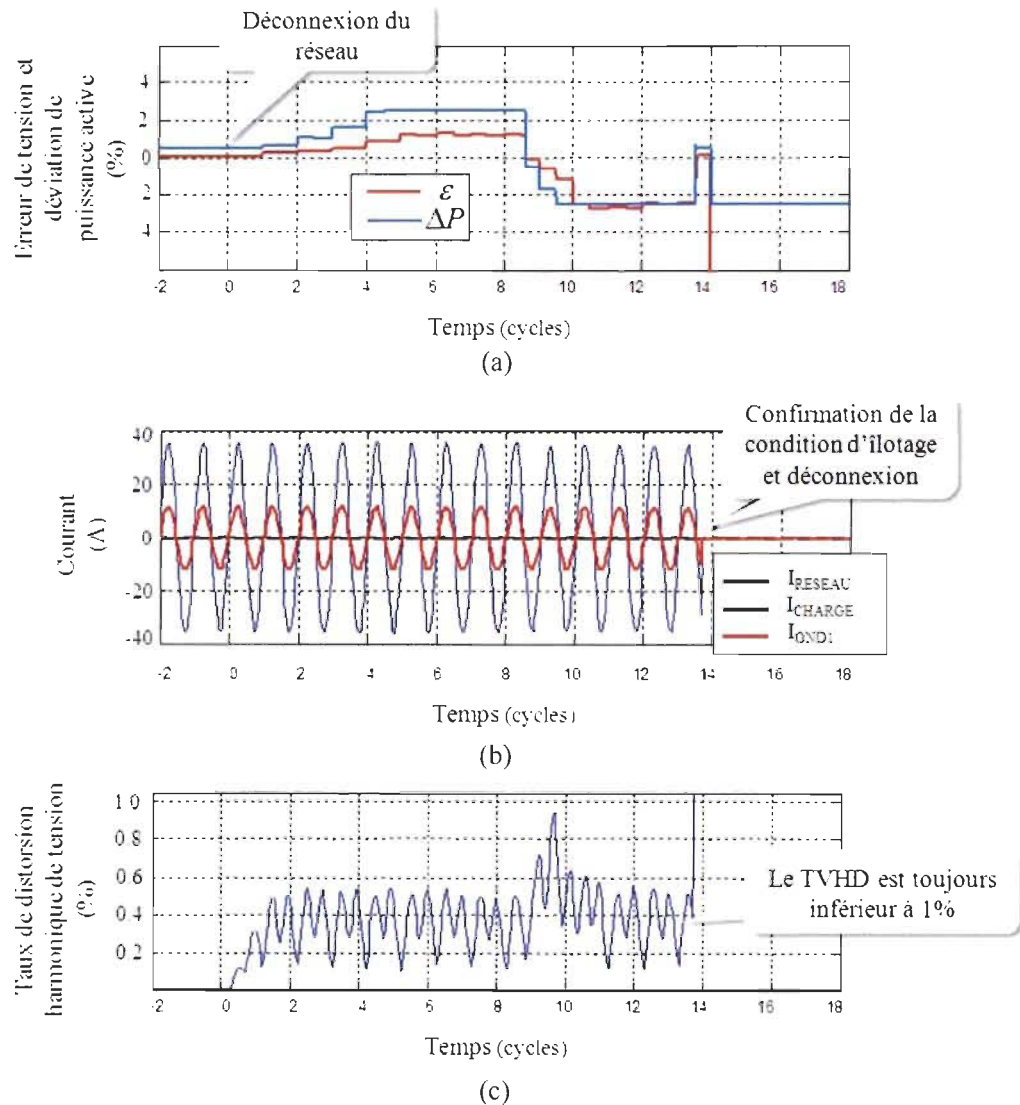 Déconnexion du
réseau
Erreur de tension et
déviation de
puissance active
(%)
4
2
0
2
4
ε
ΔP
-2 0 2 4 6 8 10 12 14 16 18
Temps (cycles)
(a)
Confirmation de la
condition d'îlotage
et déconnexion
Courant
(A)
40
20
0
-20
-40
I_RESEAU
I_CHARGE
I_OND1
-2 0 2 4 6 8 10 12 14 16 18
Temps (cycles)
(b)
Taux de distorsion
harmonique de tension
(%)
1 0
0.8
0 6
0.4
0 2
Le TVHD est toujours
inférieur à 1%
-2 0 2 4 6 8 10 12 14 16 18
Temps (cycles)
(c)